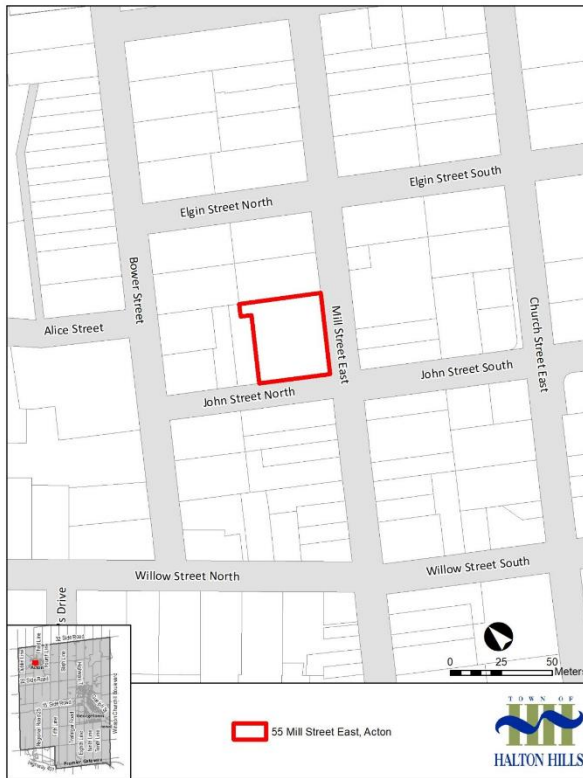 Elgin Street South
Elgin Street North
Bower Street
Mill Street East
Church Street East
Alice Street
John Street South
John Street North
Willow Street South
Willow Street North
's Drive
0 25 50
Meters
55 Mill Street East, Acton
TOWN OF
HALTON HILLS